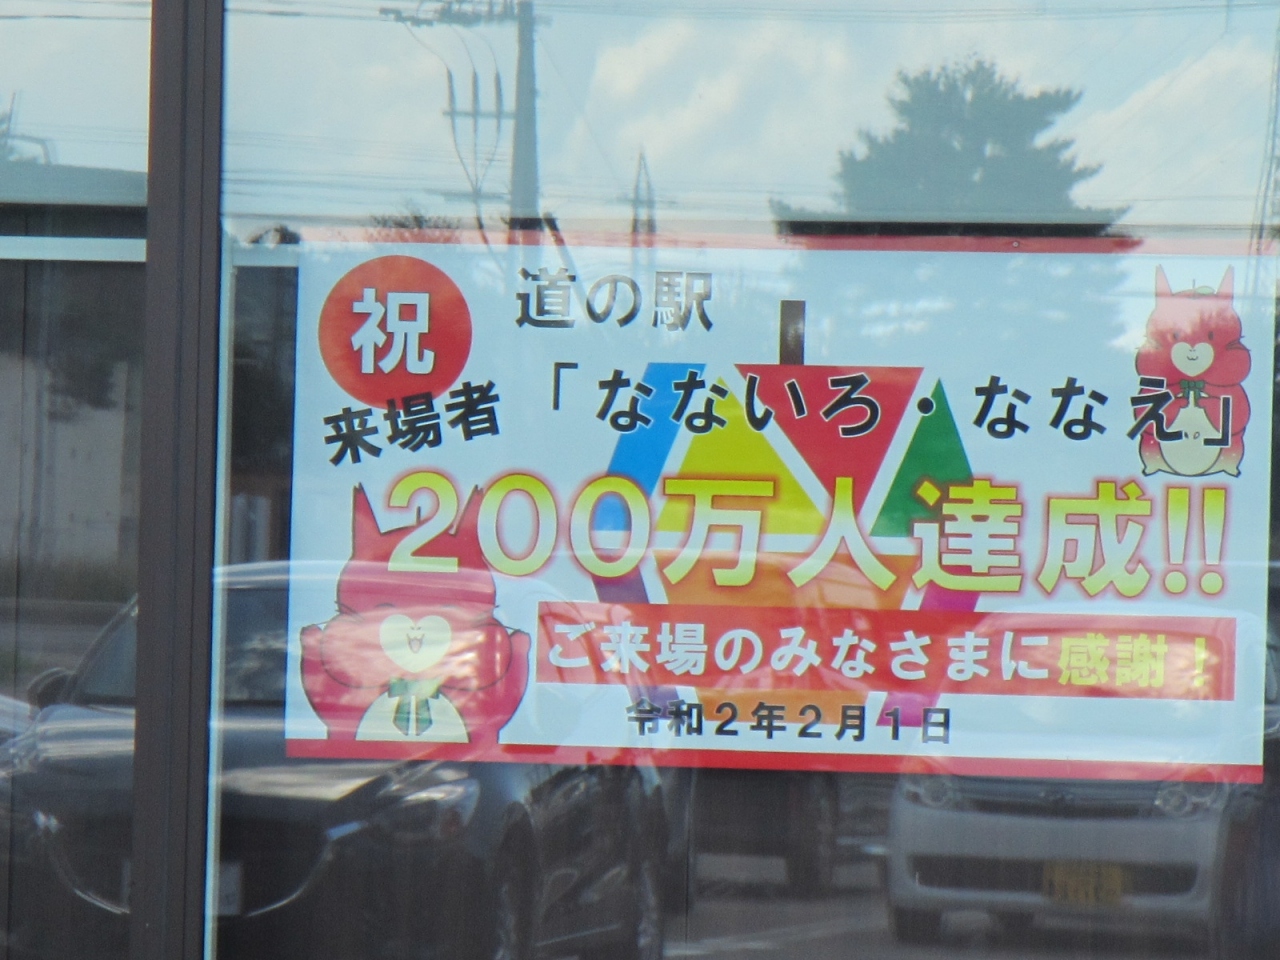 祝
道の駅
「なないろ・ななえ」
来場者
200万人達成!!
ご来場のみなさまに感謝！
令和２年２月１日